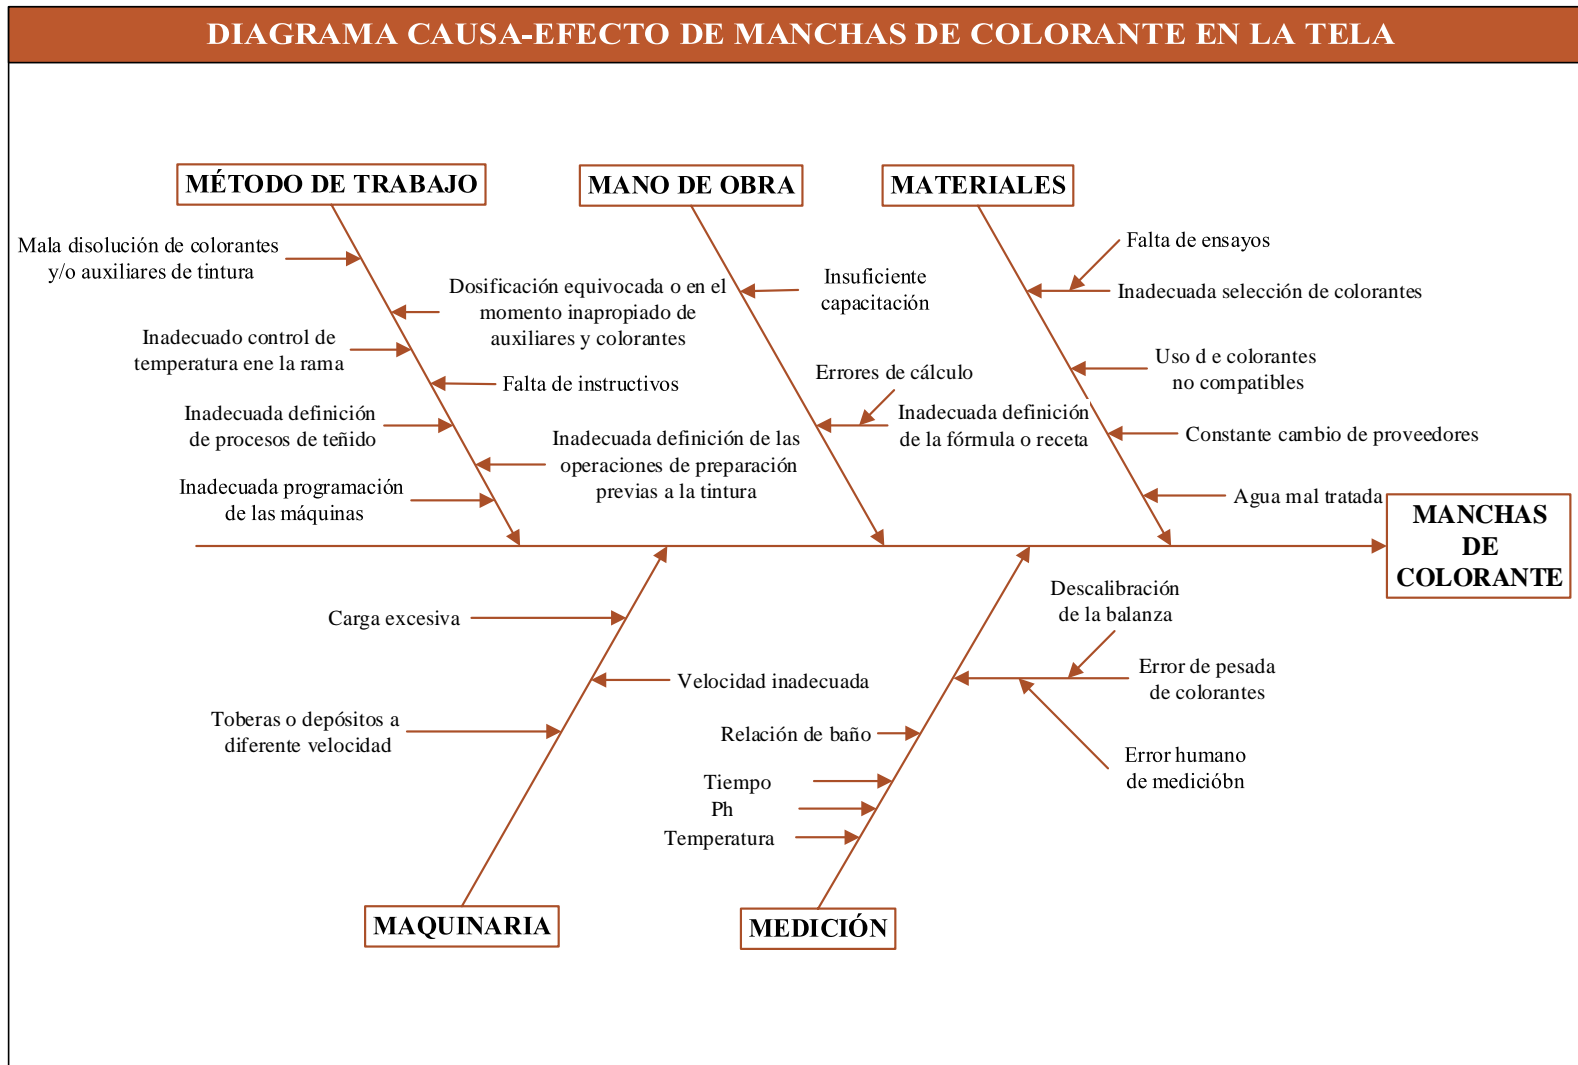 DIAGRAMA CAUSA-EFECTO DE MANCHAS DE COLORANTE EN LA TELA
MÉTODO DE TRABAJO
Mala disolución de colorantes
y/o auxiliares de tintura
Dosificación equivocada o en el
momento inapropiado de
auxiliares y colorantes
Inadecuado control de
temperatura ene la rama
Falta de instructivos
Inadecuada definición
de procesos de teñido
Inadecuada definición de las
operaciones de preparación
previas a la tintura
Inadecuada programación
de las máquinas
MANO DE OBRA
Insuficiente
capacitación
Errores de cálculo
Inadecuada definición
de la fórmula o receta
MATERIALES
Falta de ensayos
Inadecuada selección de colorantes
Uso d e colorantes
no compatibles
Constante cambio de proveedores
Agua mal tratada
MANCHAS
DE
COLORANTE
Carga excesiva
Velocidad inadecuada
Toberas o depósitos a
diferente velocidad
MAQUINARIA
Descalibración
de la balanza
Error de pesada
de colorantes
Relación de baño
Error humano
de medicióbn
Tiempo
Ph
Temperatura
MEDICIÓN